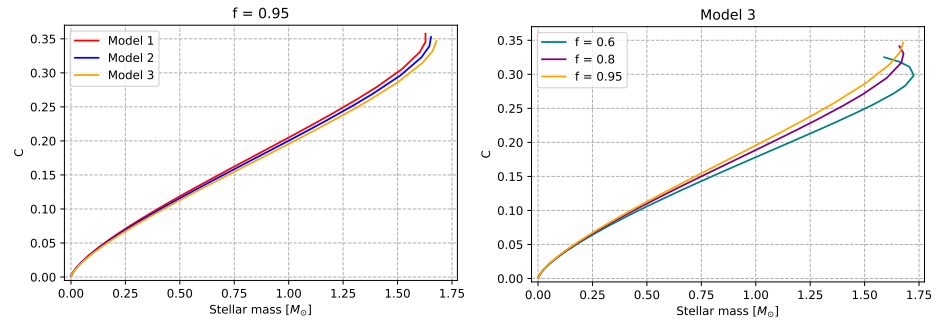 f = 0.95
Model 1
Model 2
Model 3
C
0.35
0.30
0.25
0.20
0.15
0.10
0.05
0.00
0.00 0.25 0.50 0.75 1.00 1.25 1.50 1.75
Stellar mass [M☉]
Model 3
f = 0.6
f = 0.8
f = 0.95
C
0.35
0.30
0.25
0.20
0.15
0.10
0.05
0.00
0.00 0.25 0.50 0.75 1.00 1.25 1.50 1.75
Stellar mass [M☉]